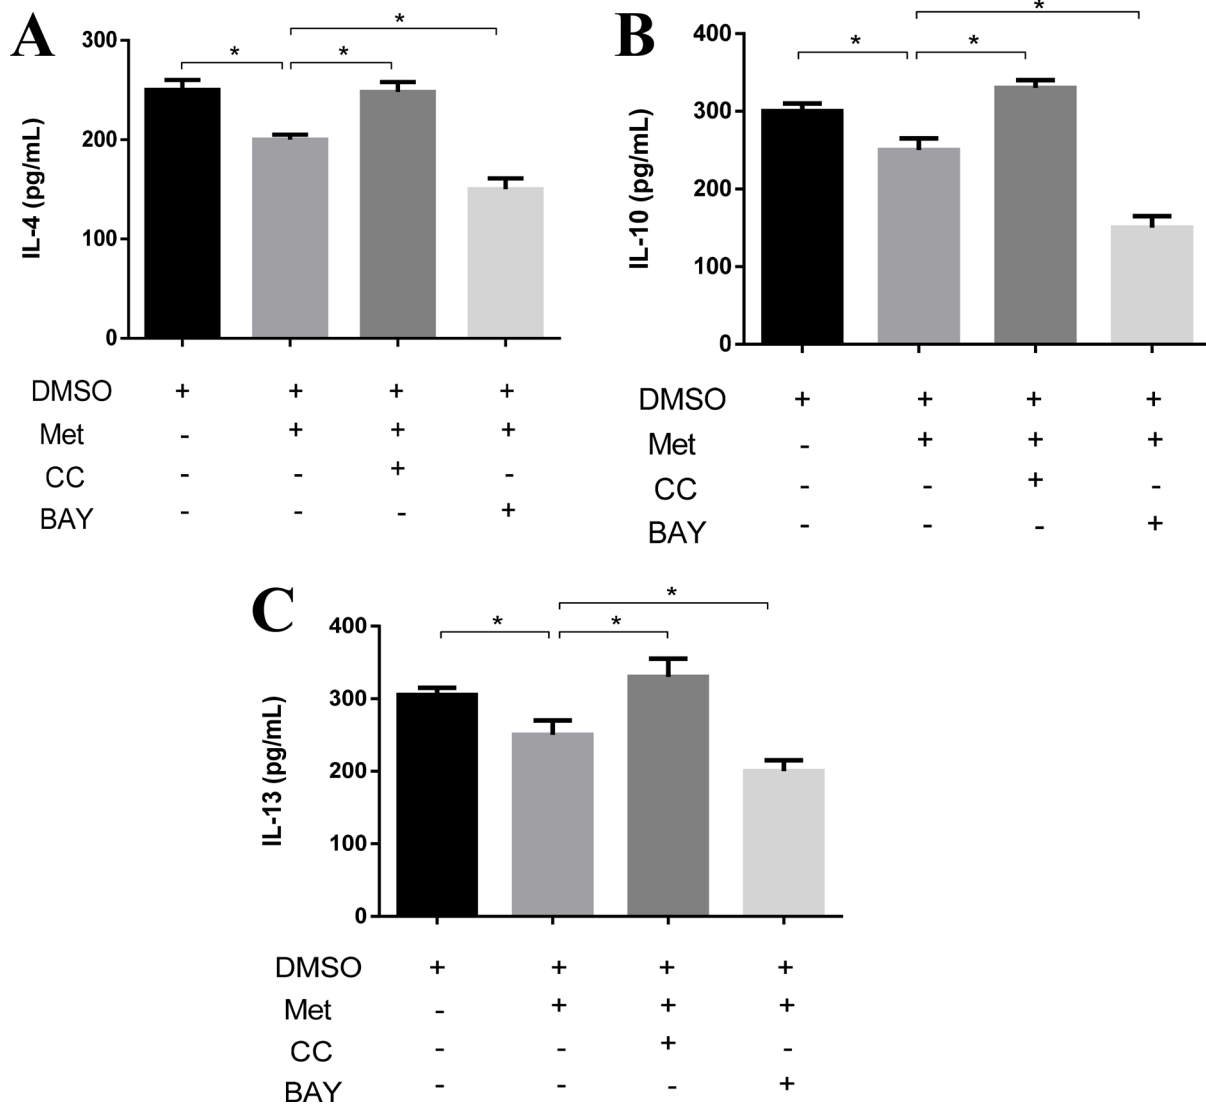 A
* * *
300
200
100
0
IL-4 (pg/mL)
DMSO + + + +
Met - + + +
CC - - + -
BAY - - - +
B
* * *
400
300
200
100
0
IL-10 (pg/mL)
DMSO + + + +
Met - + + +
CC - - + -
BAY - - - +
C
* * *
400
300
200
100
0
IL-13 (pg/mL)
DMSO + + + +
Met - + + +
CC - - + -
BAY - - - +